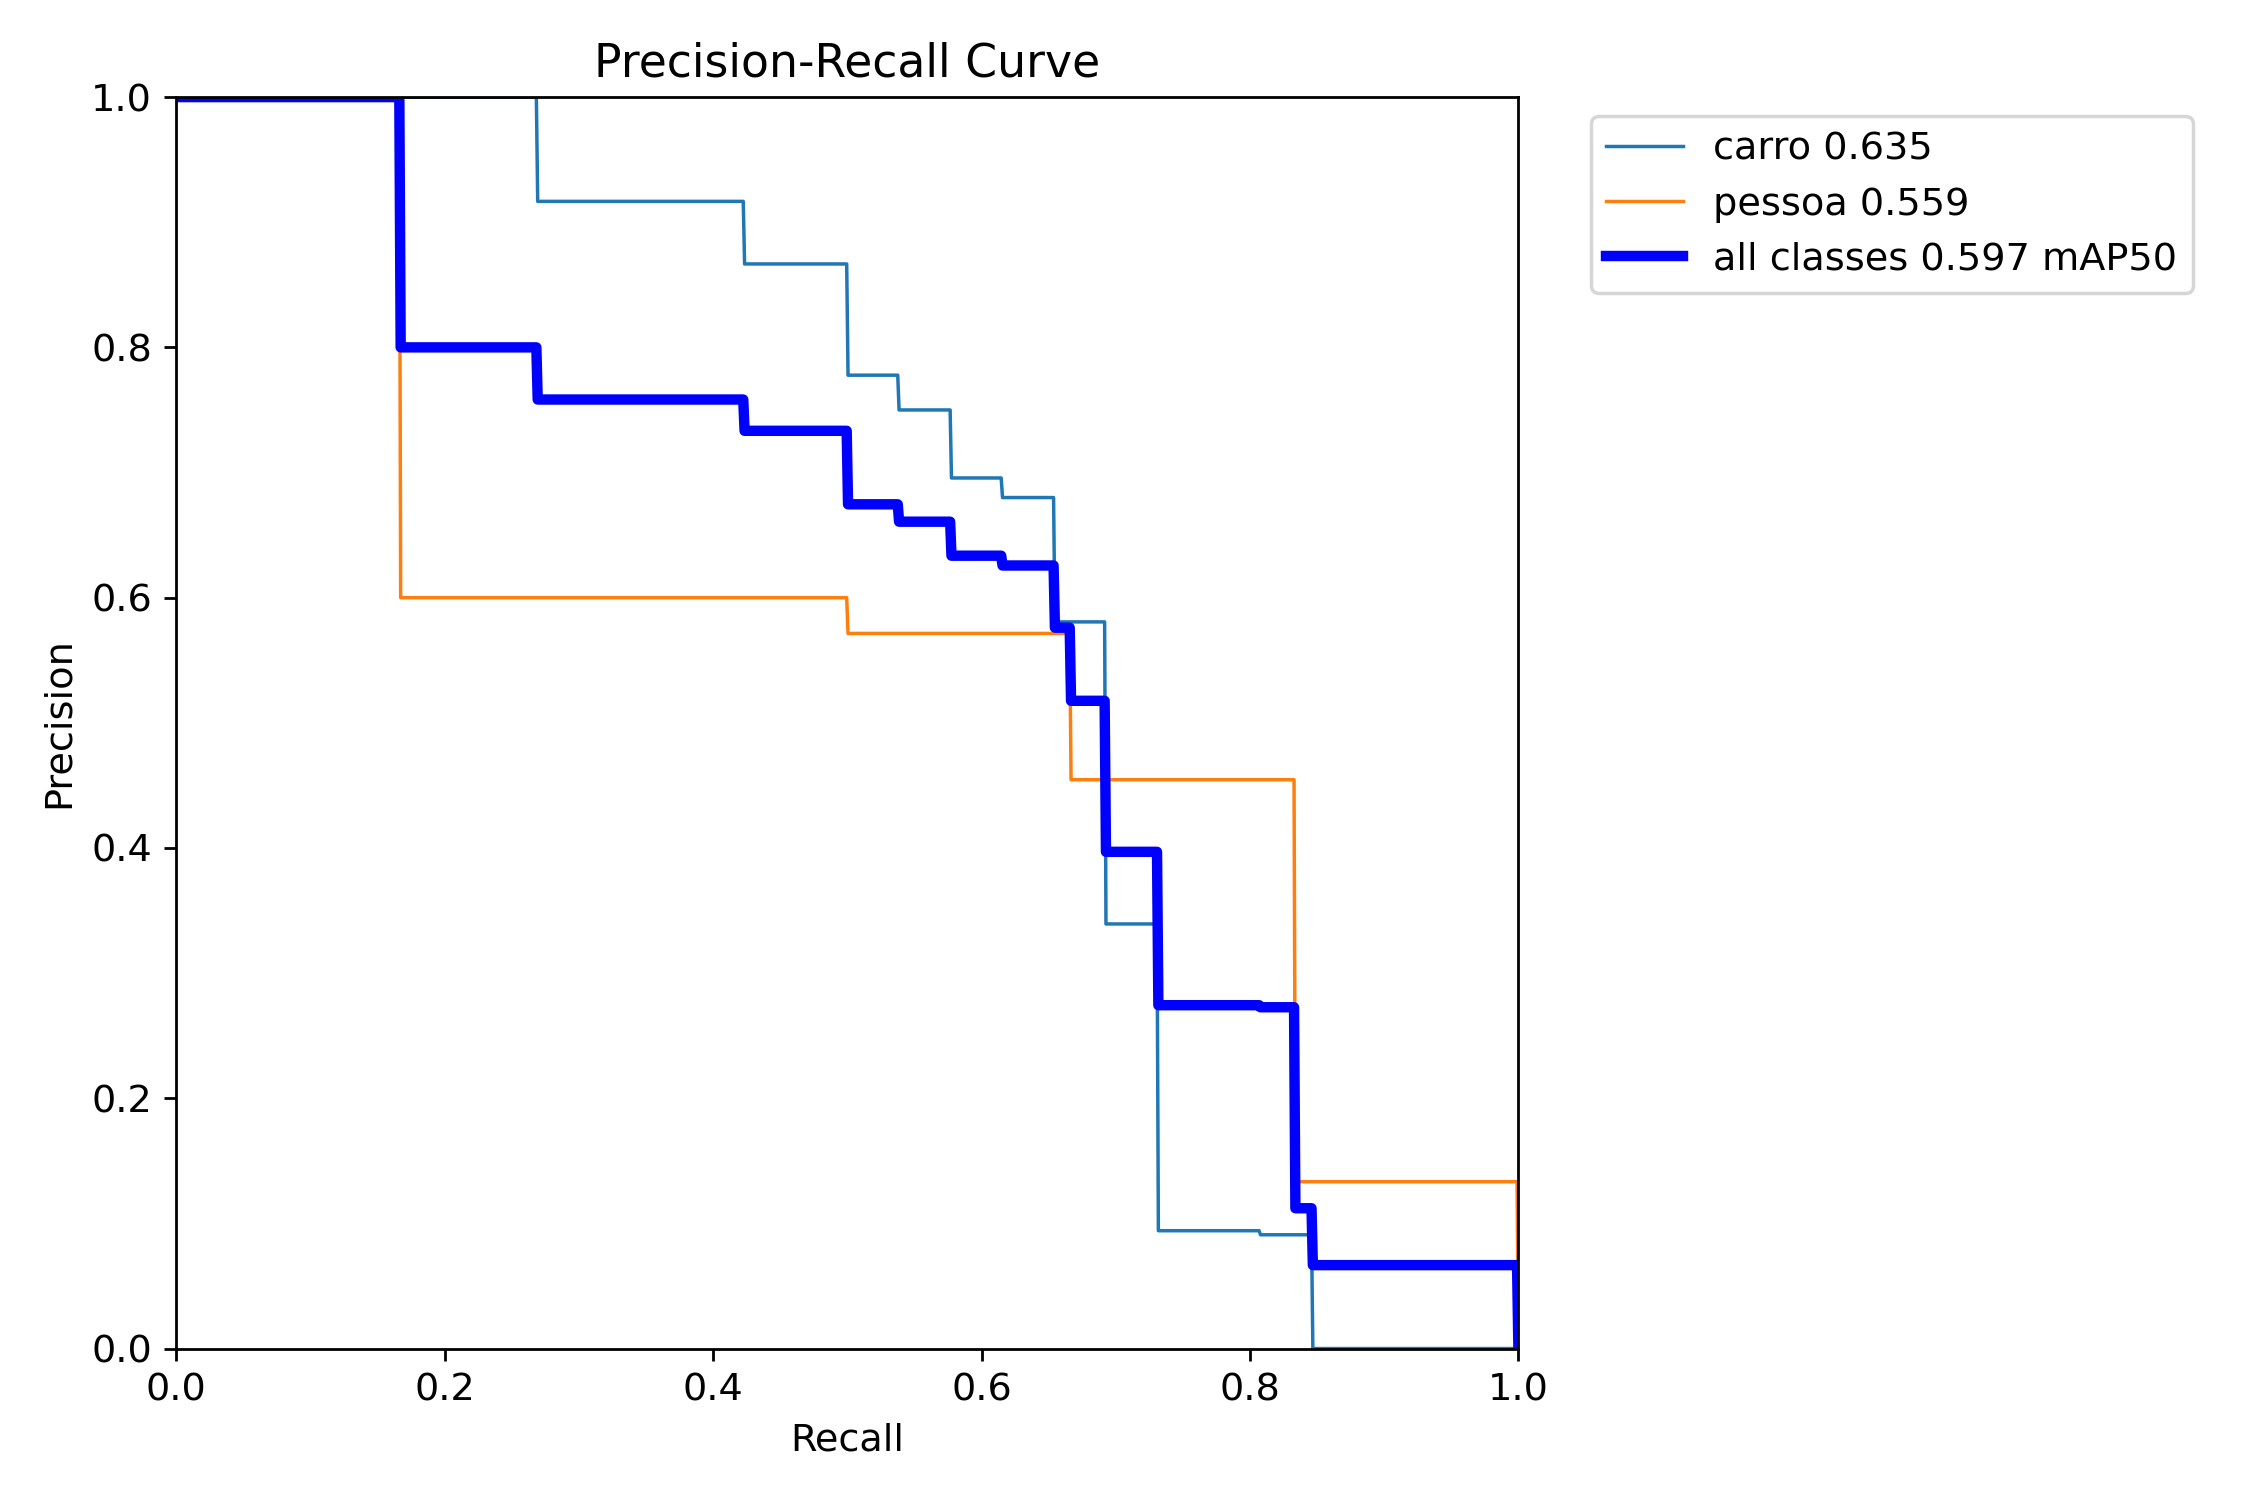 Precision-Recall Curve
carro 0.635
pessoa 0.559
all classes 0.597 mAP50
Precision
1.0
0.8
0.6
0.4
0.2
0.0
0.0 0.2 0.4 0.6 0.8 1.0
Recall